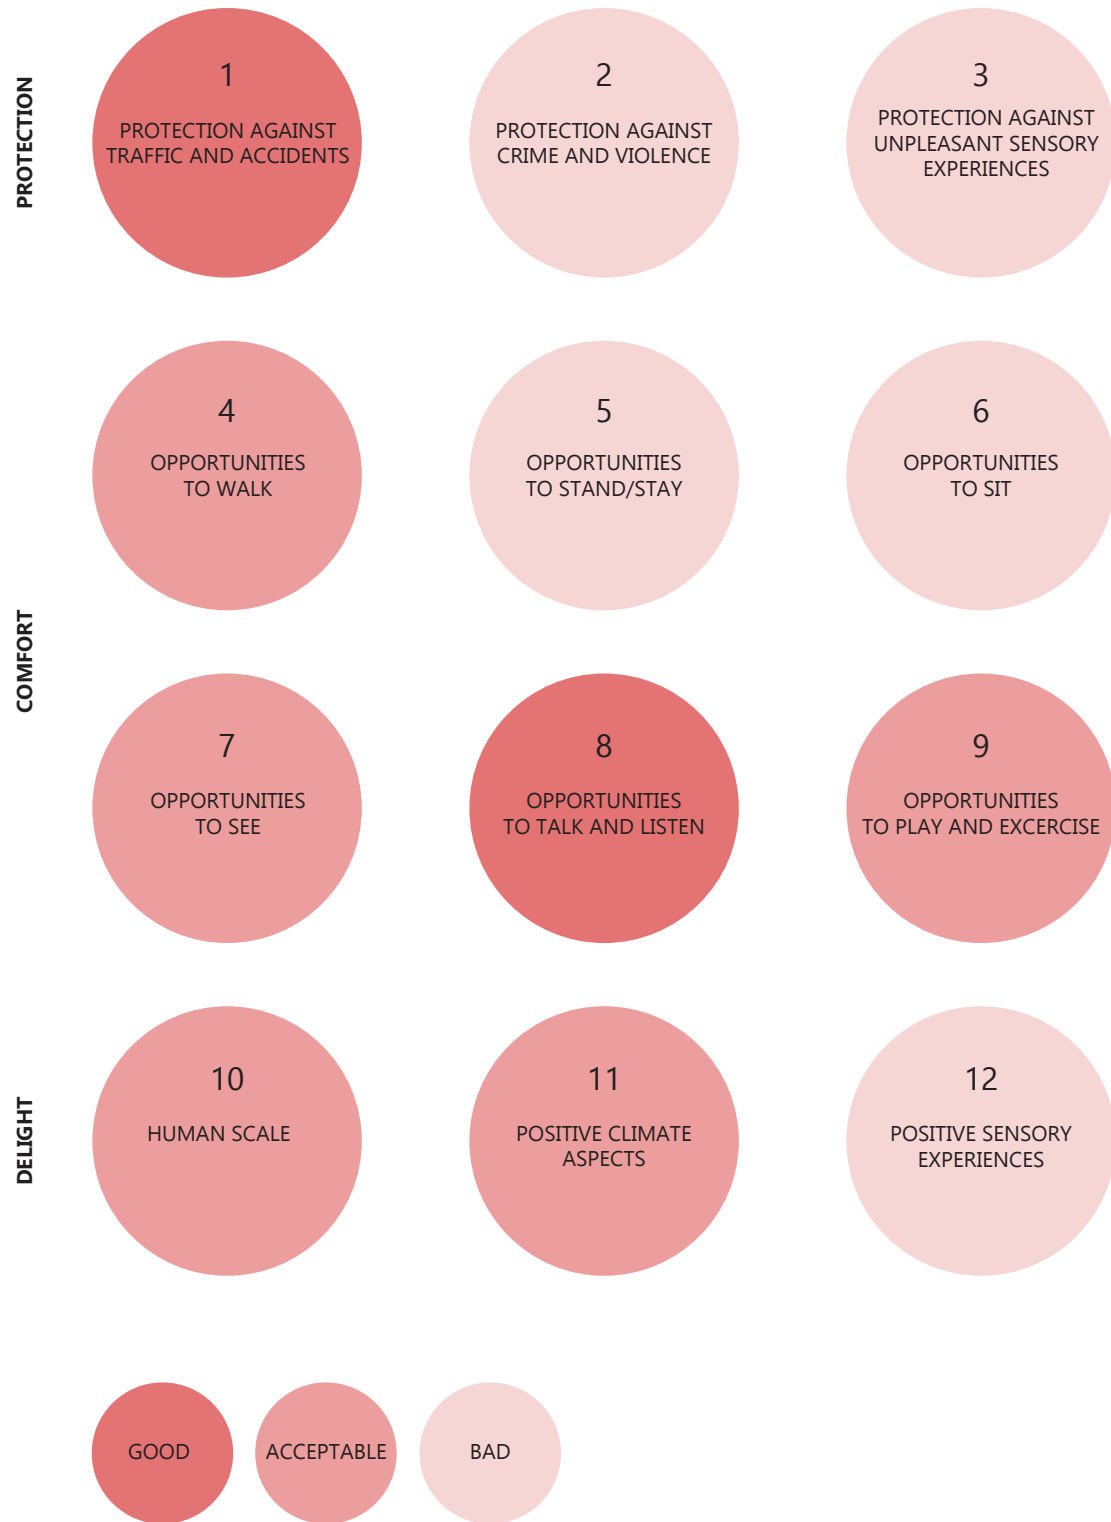 PROTECTION
1
PROTECTION AGAINST
TRAFFIC AND ACCIDENTS
2
PROTECTION AGAINST
CRIME AND VIOLENCE
3
PROTECTION AGAINST
UNPLEASANT SENSORY
EXPERIENCES
COMFORT
4
OPPORTUNITIES
TO WALK
5
OPPORTUNITIES
TO STAND/STAY
6
OPPORTUNITIES
TO SIT
7
OPPORTUNITIES
TO SEE
8
OPPORTUNITIES
TO TALK AND LISTEN
9
OPPORTUNITIES
TO PLAY AND EXCERCISE
DELIGHT
10
HUMAN SCALE
11
POSITIVE CLIMATE
ASPECTS
12
POSITIVE SENSORY
EXPERIENCES
GOOD
ACCEPTABLE
BAD